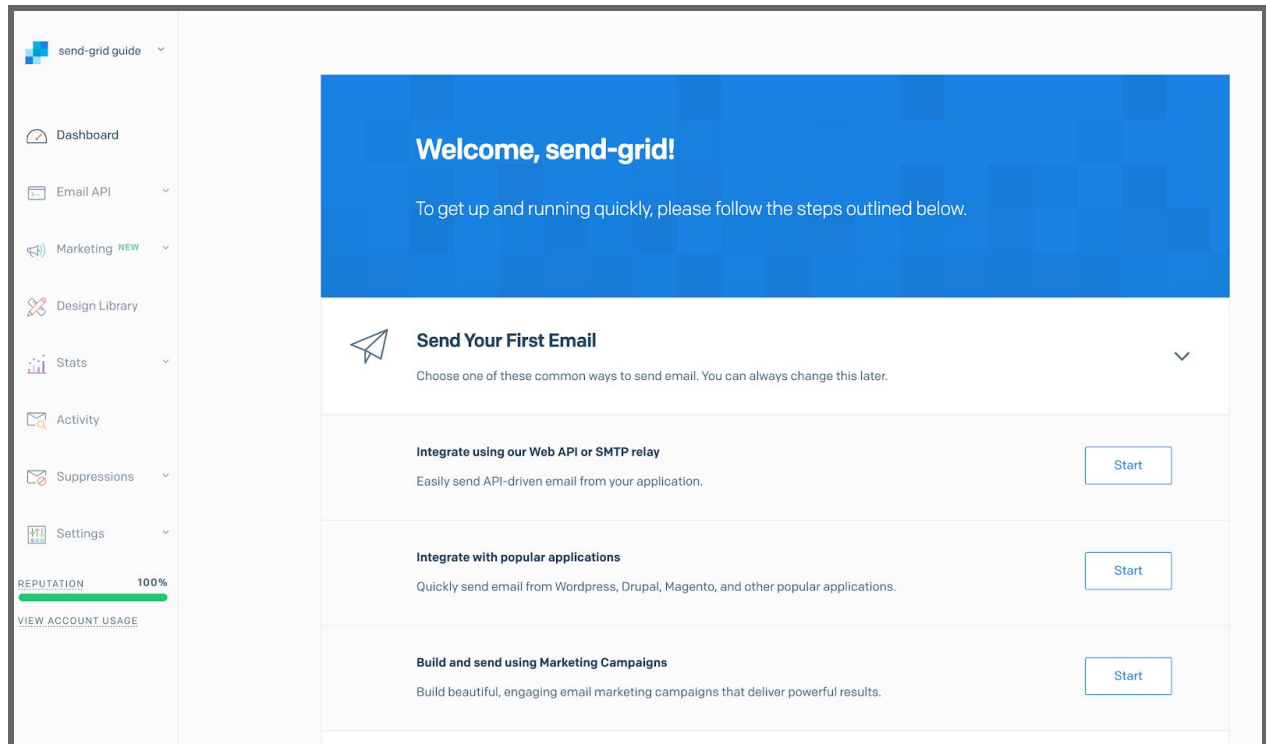 send-grid guide
Dashboard
Email API
Marketing NEW
Design Library
Stats
Activity
Suppressions
Settings
REPUTATION 100%
VIEW ACCOUNT USAGE
Welcome, send-grid!
To get up and running quickly, please follow the steps outlined below.
Send Your First Email
Choose one of these common ways to send email. You can always change this later.
Integrate using our Web API or SMTP relay
Easily send API-driven email from your application.
Start
Integrate with popular applications
Quickly send email from Wordpress, Drupal, Magento, and other popular applications.
Start
Build and send using Marketing Campaigns
Build beautiful, engaging email marketing campaigns that deliver powerful results.
Start